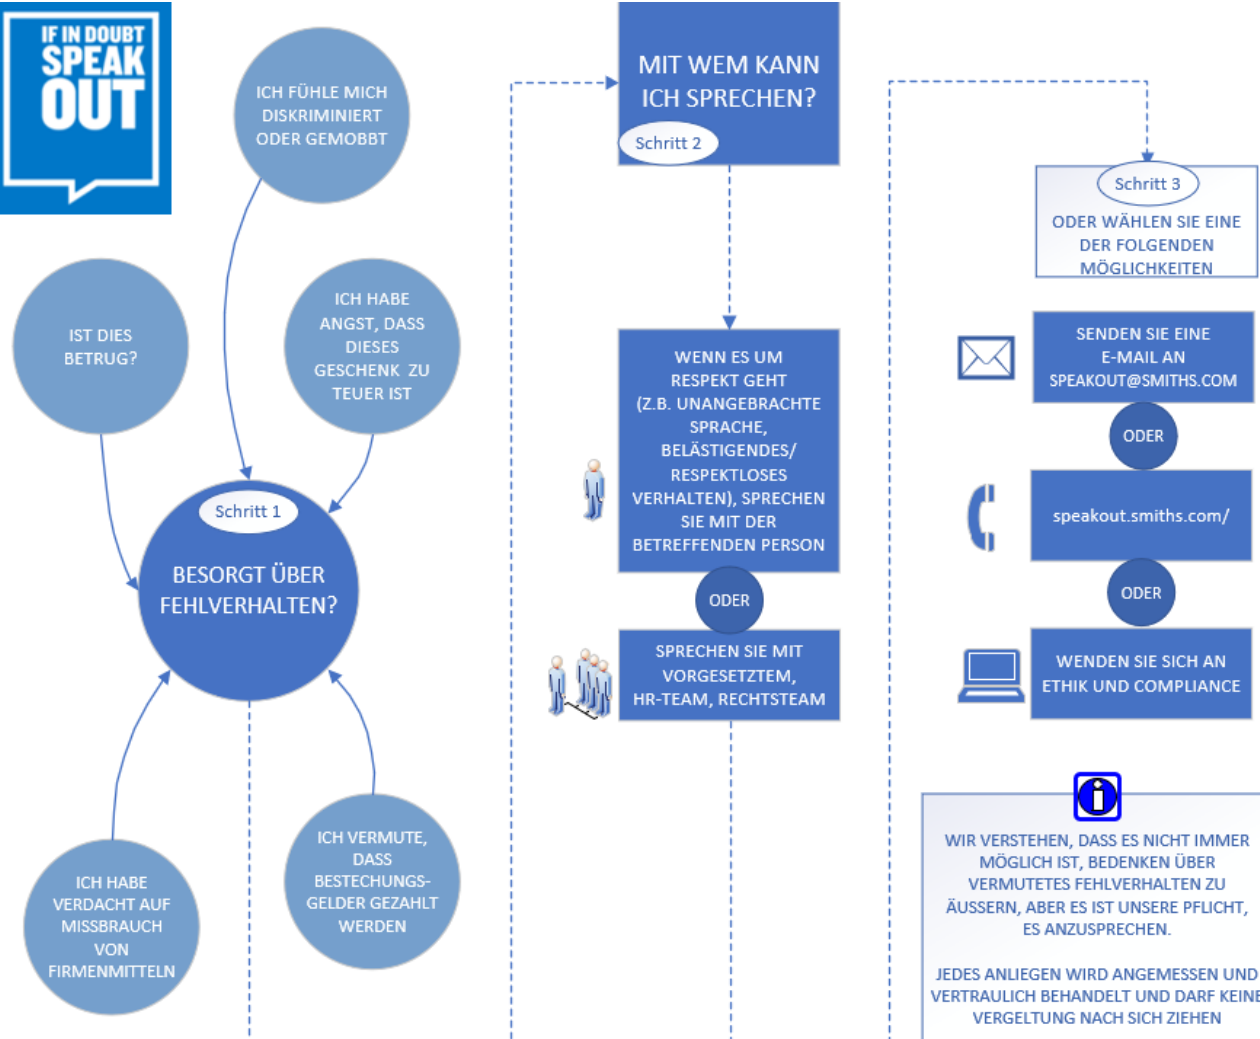 IF IN DOUBT
SPEAK
OUT
ICH FÜHLE MICH
DISKRIMINIERT
ODER GEMOBBT
IST DIES
BETRUG?
ICH HABE
ANGST, DASS
DIESES
GESCHENK ZU
TEUER IST
Schritt 1
BESORGT ÜBER
FEHLVERHALTEN?
ICH HABE
VERDACHT AUF
MISSBRAUCH
VON
FIRMENMITTELN
ICH VERMUTE,
DASS
BESTECHUNGS-
GELDER GEZAHLT
WERDEN
MIT WEM KANN
ICH SPRECHEN?
Schritt 2
WENN ES UM
RESPEKT GEHT
(Z.B. UNANGEBRACHTE
SPRACHE,
BELÄSTIGENDES/
RESPEKTLOSES
VERHALTEN), SPRECHEN
SIE MIT DER
BETREFFENDEN PERSON
ODER
SPRECHEN SIE MIT
VORGESETZTEM,
HR-TEAM, RECHTSTEAM
Schritt 3
ODER WÄHLEN SIE EINE
DER FOLGENDEN
MÖGLICHKEITEN
SENDEN SIE EINE
E-MAIL AN
SPEAKOUT@SMITHS.COM
ODER
speakout.smiths.com/
ODER
WENDEN SIE SICH AN
ETHIK UND COMPLIANCE
WIR VERSTEHEN, DASS ES NICHT IMMER
MÖGLICH IST, BEDENKEN ÜBER
VERMUTETES FEHLVERHALTEN ZU
ÄUSSERN, ABER ES IST UNSERE PFLICHT,
ES ANZUSPRECHEN.
JEDES ANLIEGEN WIRD ANGEMESSEN UND
VERTRAULICH BEHANDELT UND DARF KEINE
VERGELTUNG NACH SICH ZIEHEN